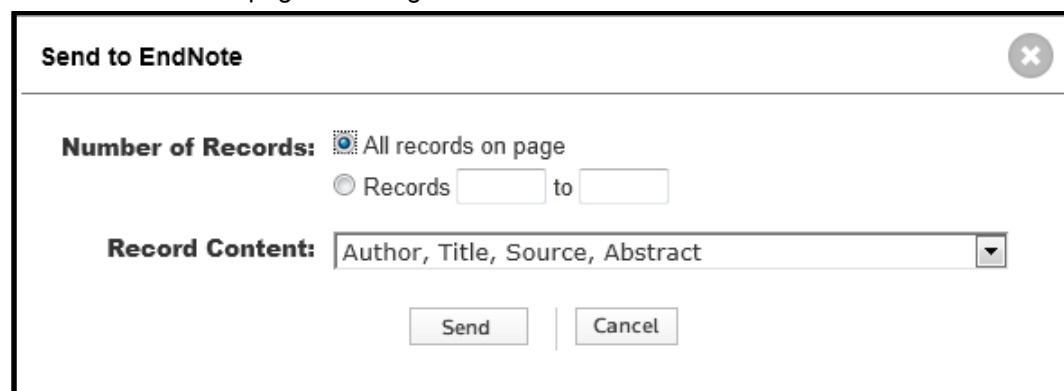 Send to EndNote
Number of Records: All records on page
Records to
Record Content: Author, Title, Source, Abstract
Send Cancel